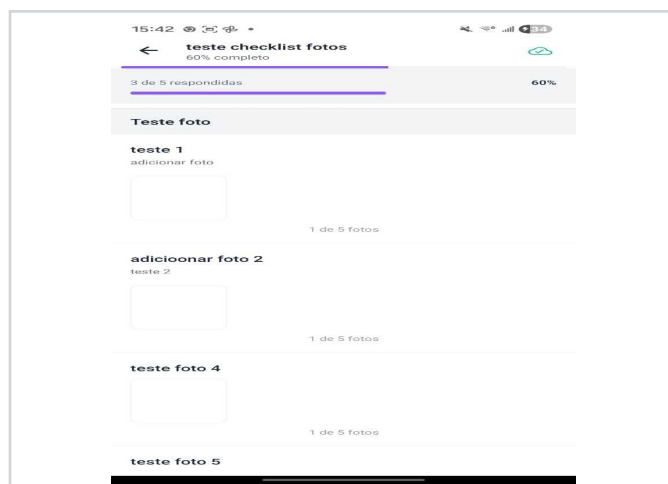 15:42
34
teste checklist fotos
60% completo
3 de 5 respondidas 60%
Teste foto
teste 1
adicionar foto
1 de 5 fotos
adicioonar foto 2
teste 2
1 de 5 fotos
teste foto 4
1 de 5 fotos
teste foto 5